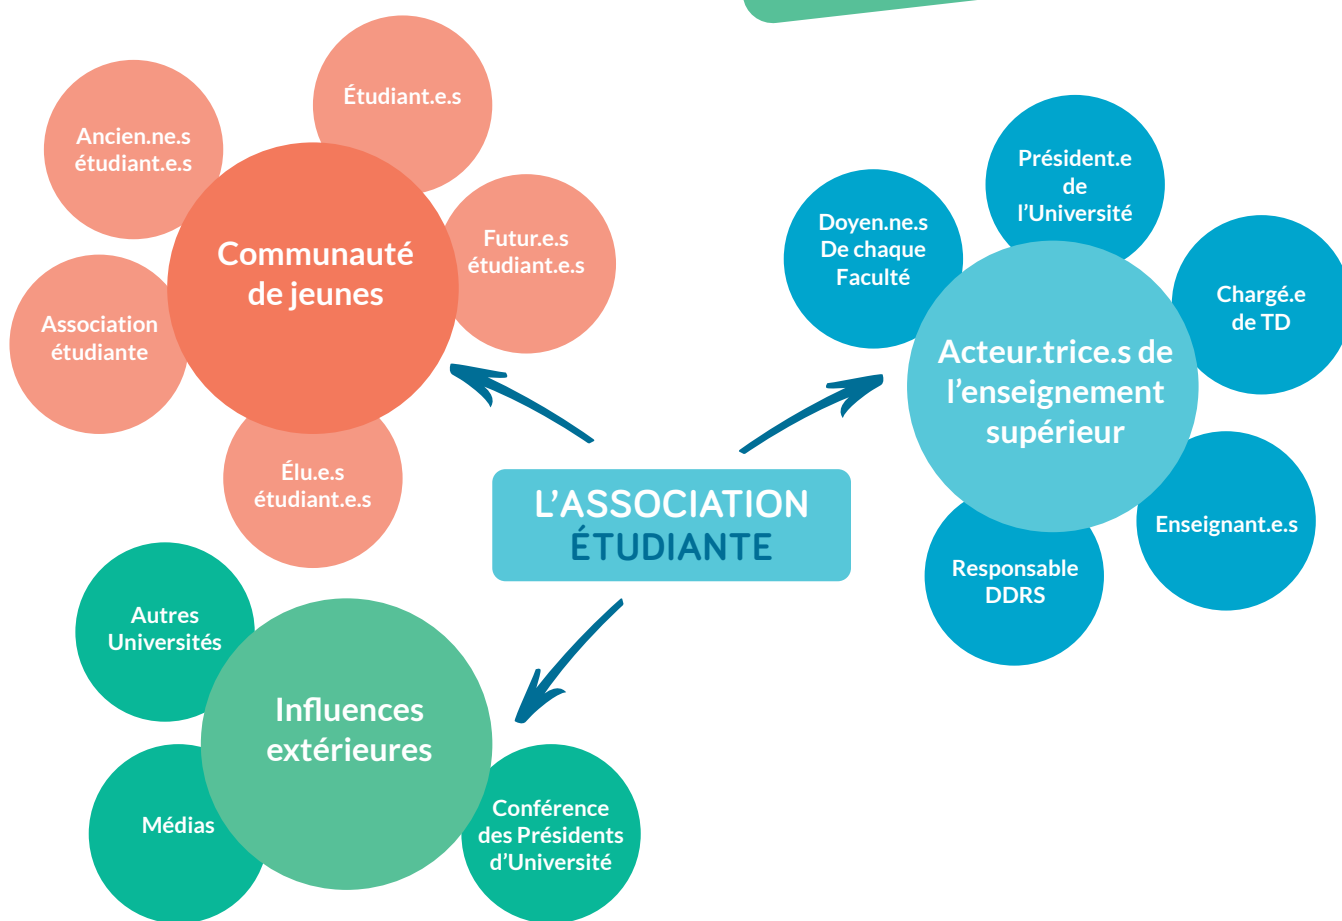 Étudiant.e.s
Ancien.ne.s
étudiant.e.s
Communauté
de jeunes
Futur.e.s
étudiant.e.s
Association
étudiante
Élu.e.s
étudiant.e.s
Président.e
de
l’Université
Doyen.ne.s
De chaque
Faculté
Chargé.e
de TD
Acteur.trice.s de
l’enseignement
supérieur
Enseignant.e.s
Responsable
DDRS
L’ASSOCIATION
ÉTUDIANTE
Autres
Universités
Influences
extérieures
Médias
Conférence
des Présidents
d’Université